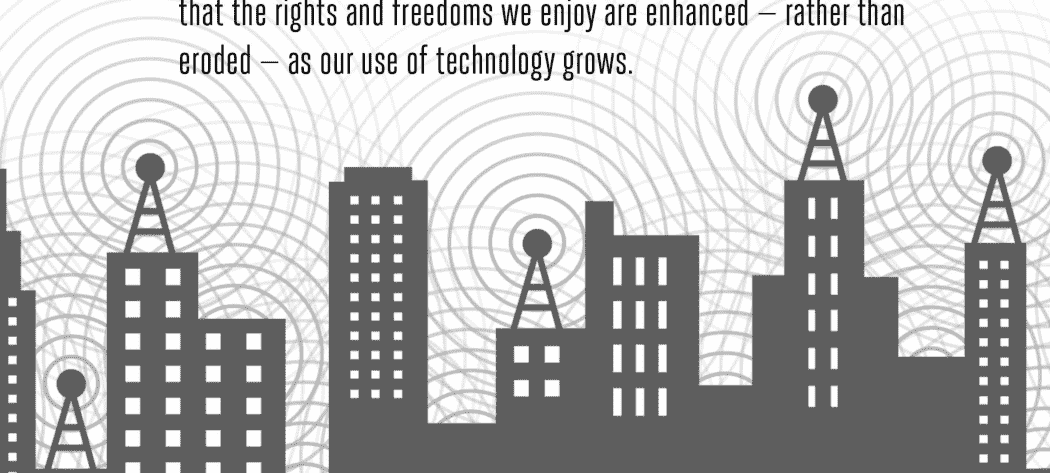 that the rights and freedoms we enjoy are enhanced — rather than
eroded — as our use of technology grows.